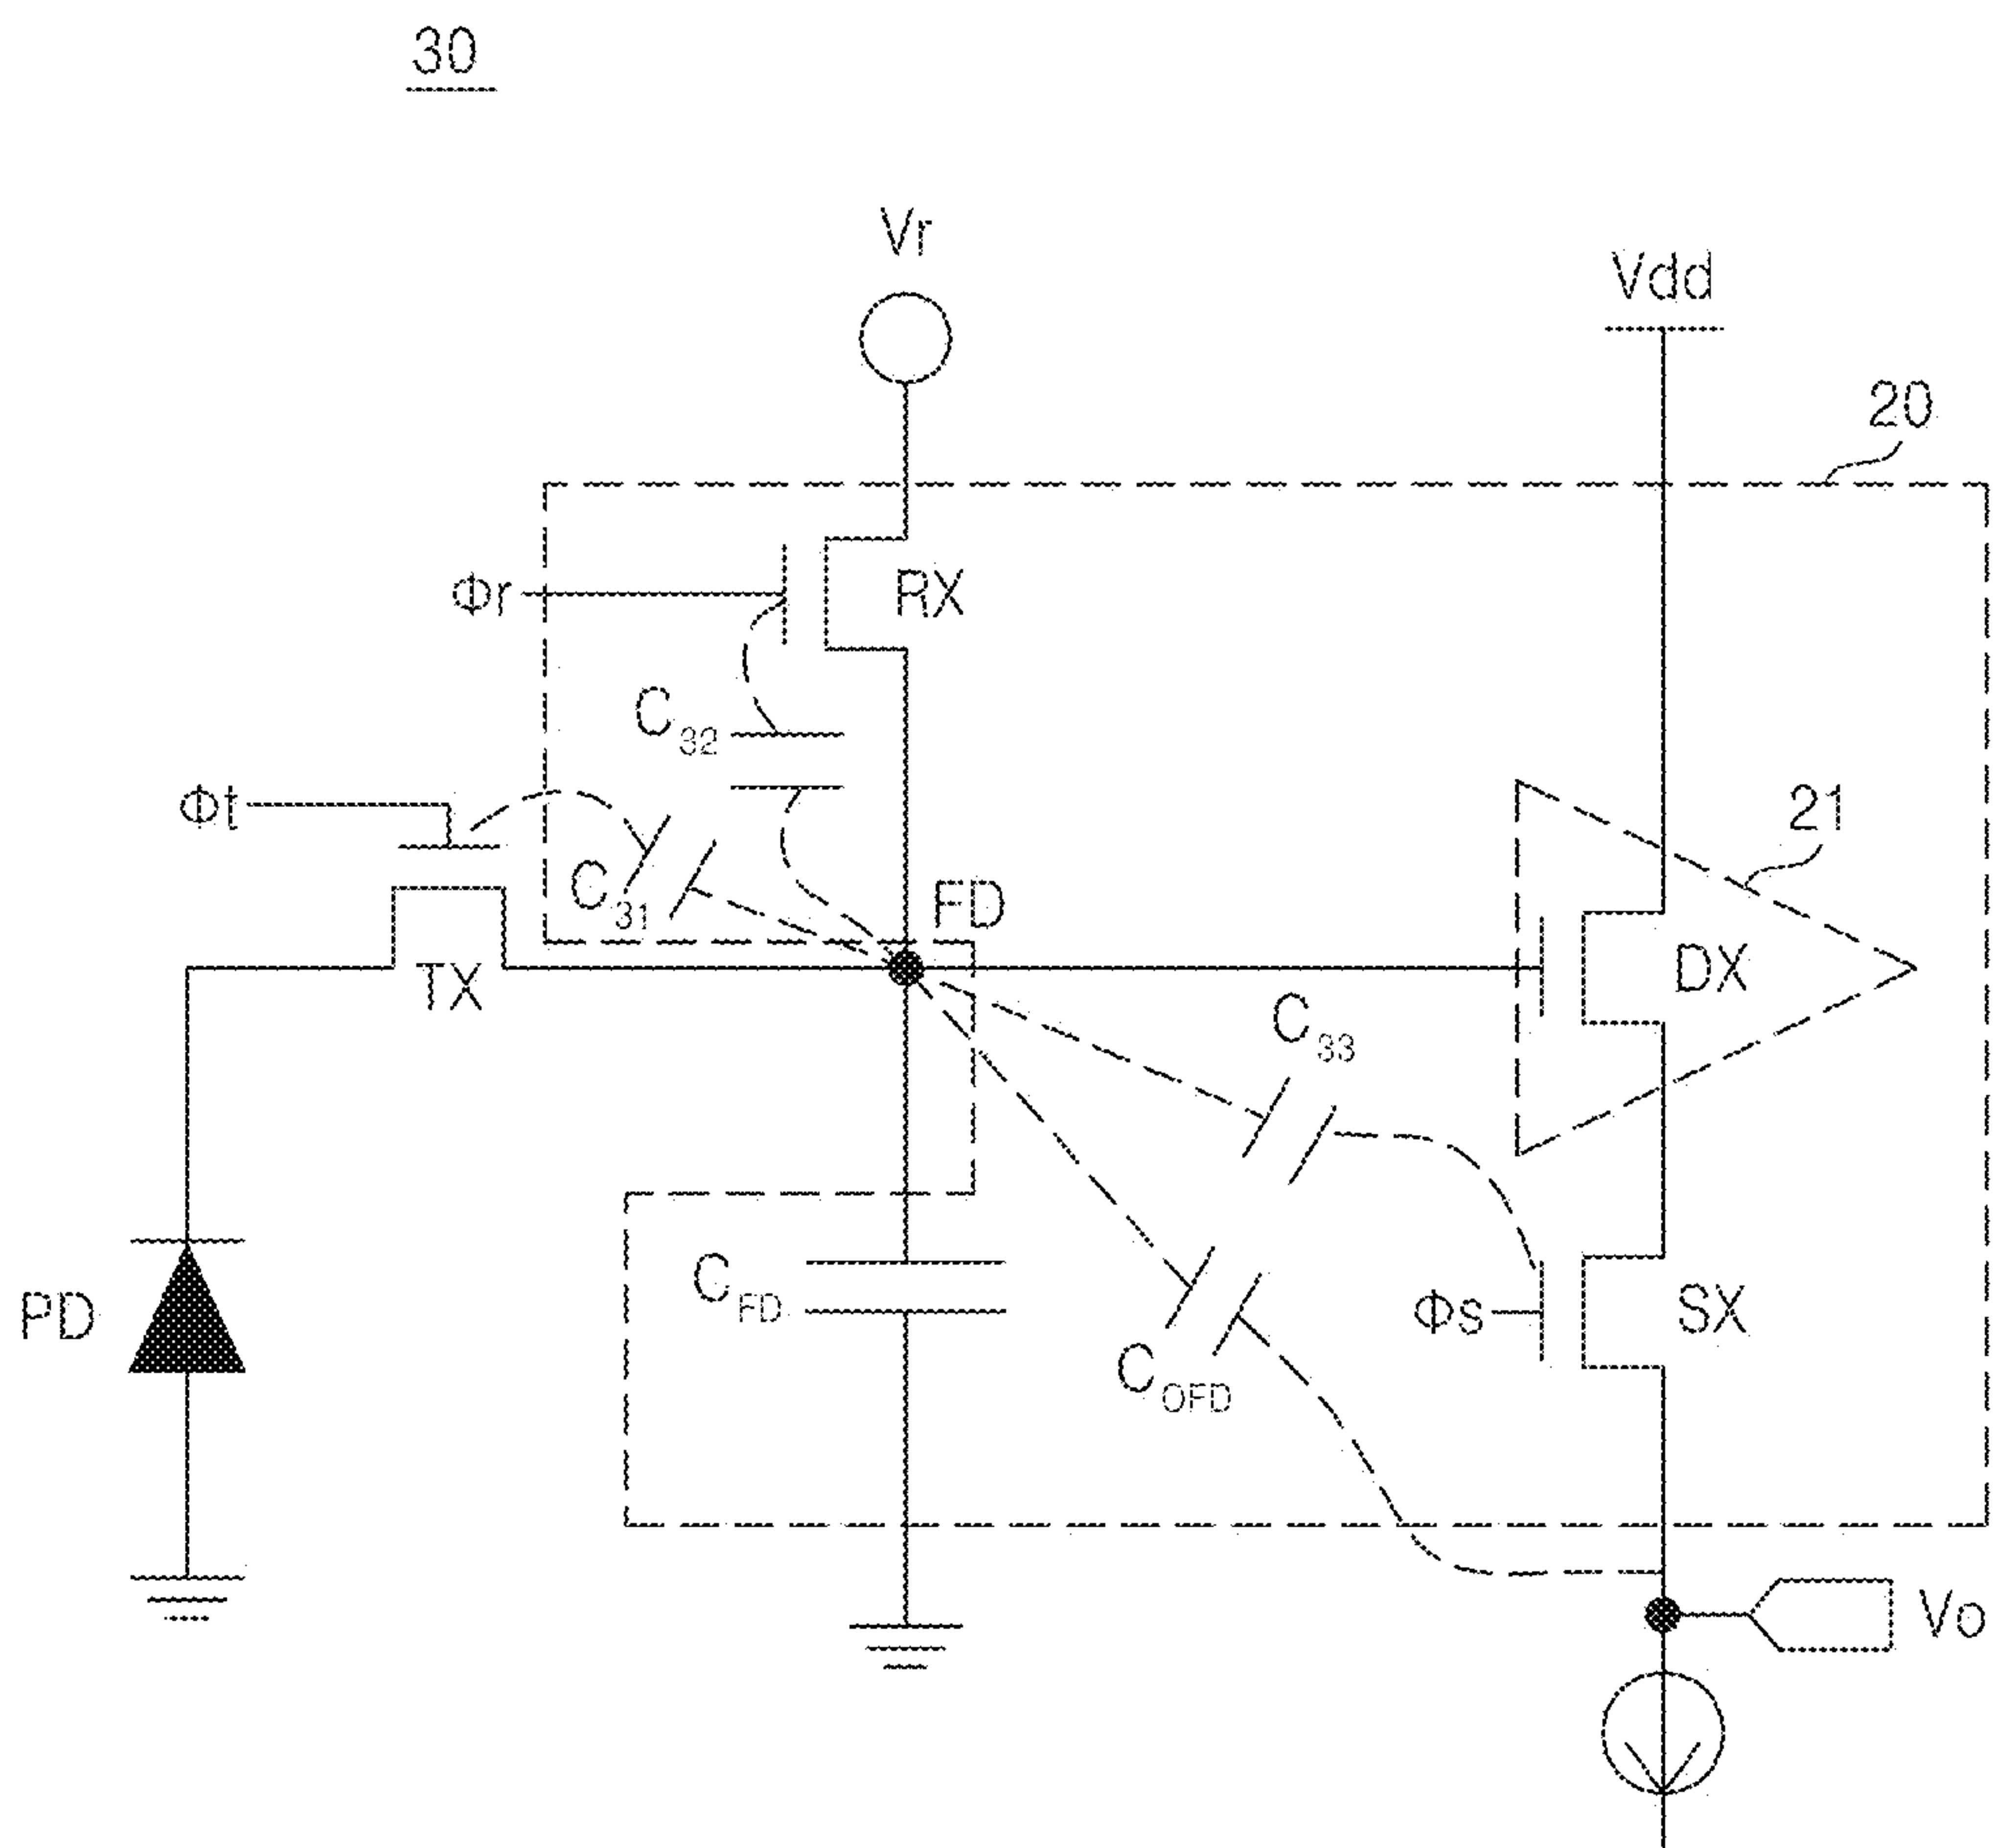 30
Vr
Vdd
20
Φr
RX
C32
Φt
21
C31
FD
TX
DX
C33
CFD
PD
COFD
Φs
SX
Vo